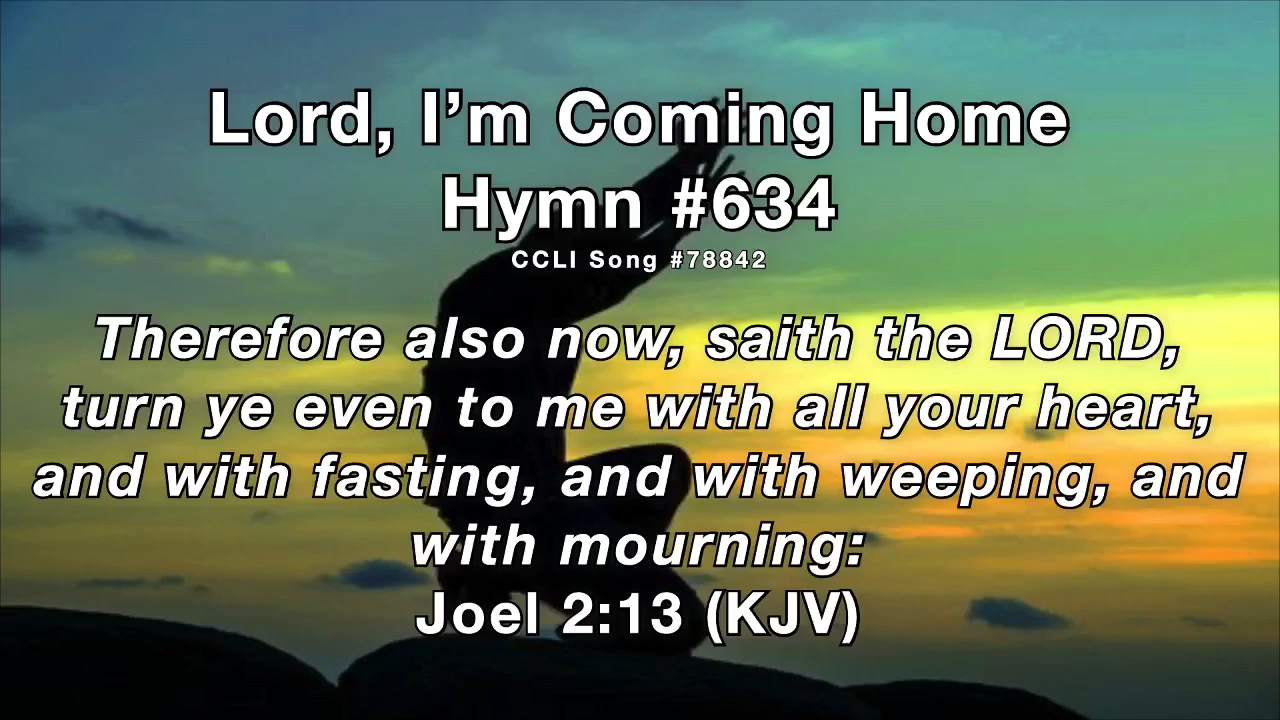 Lord, I’m Coming Home
Hymn #634
CCLI Song #78842
Therefore also now, saith the LORD,
turn ye even to me with all your heart,
and with fasting, and with weeping, and
with mourning:
Joel 2:13 (KJV)